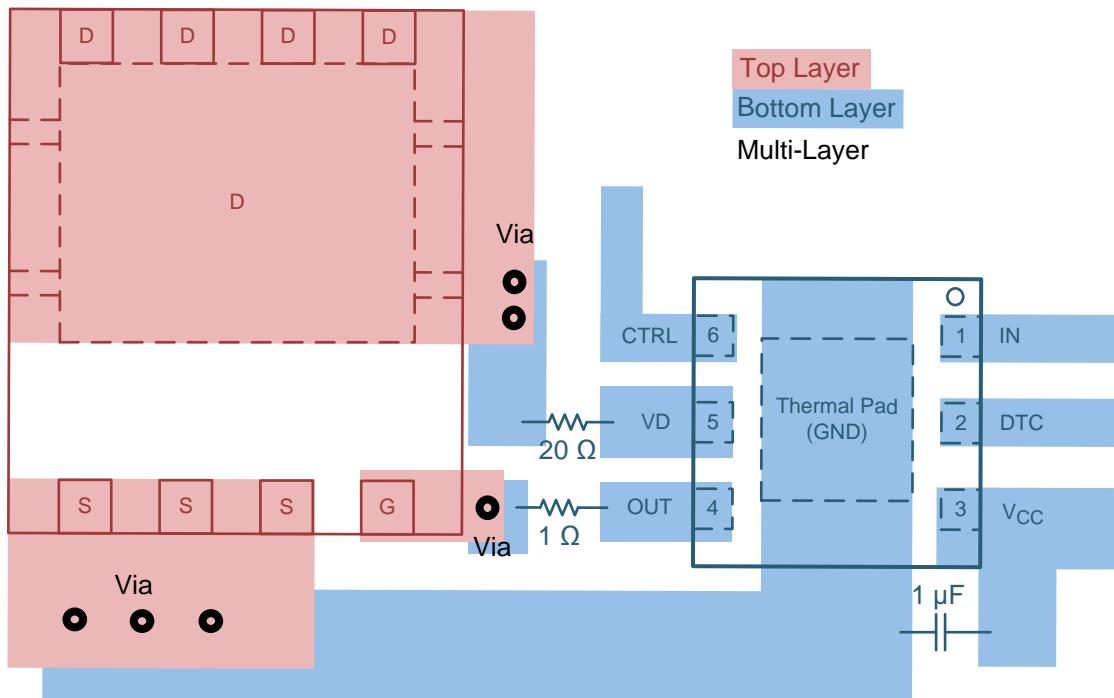 D D D D
Top Layer
Bottom Layer
Multi-Layer
D
Via
CTRL 6 1 IN
VD 5 Thermal Pad 2 DTC
(GND)
20 Ω
S S S G OUT 4 3 VCC
1 Ω
Via
Via
1 µF